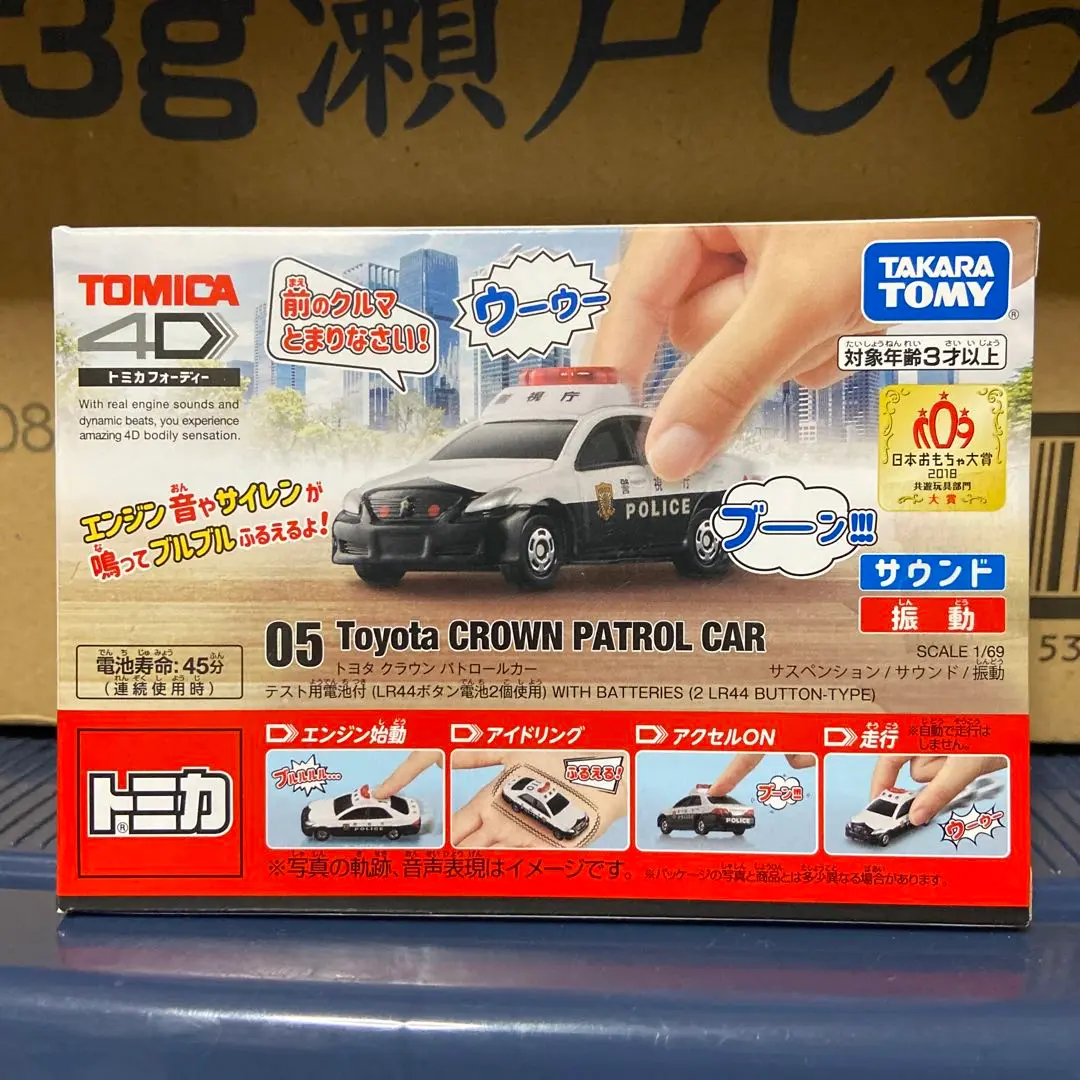 3g瀬戸しお
08
53
TOMICA
4D
トミカフォーディー
With real engine sounds and
dynamic beats, you experience
amazing 4D bodily sensation.
前のクルマ
とまりなさい!
ウーウー
TAKARA
TOMY
対象年齢3才以上
日本おもちゃ大賞
2018
共遊玩具部門
大賞
エンジン音やサイレンが
鳴ってブルブルふるえるよ!
警視庁
警視庁
POLICE
ブーン!!!
サウンド
振動
05 Toyota CROWN PATROL CAR
トヨタ クラウン パトロールカー
SCALE 1/69
サスペンション/サウンド/振動
電池寿命:45分
(連続使用時)
テスト用電池付(LR44ボタン電池2個使用) WITH BATTERIES (2 LR44 BUTTON-TYPE)
トミカ
エンジン始動
アイドリング
アクセルON
走行
※自動で走行は
しません。
ブルルルル…
ふるえる!
ブーン!!!
ウーウー
POLICE
POLICE
※写真の軌跡、音声表現はイメージです。
※パッケージの写真と商品とは多少異なる場合があります。